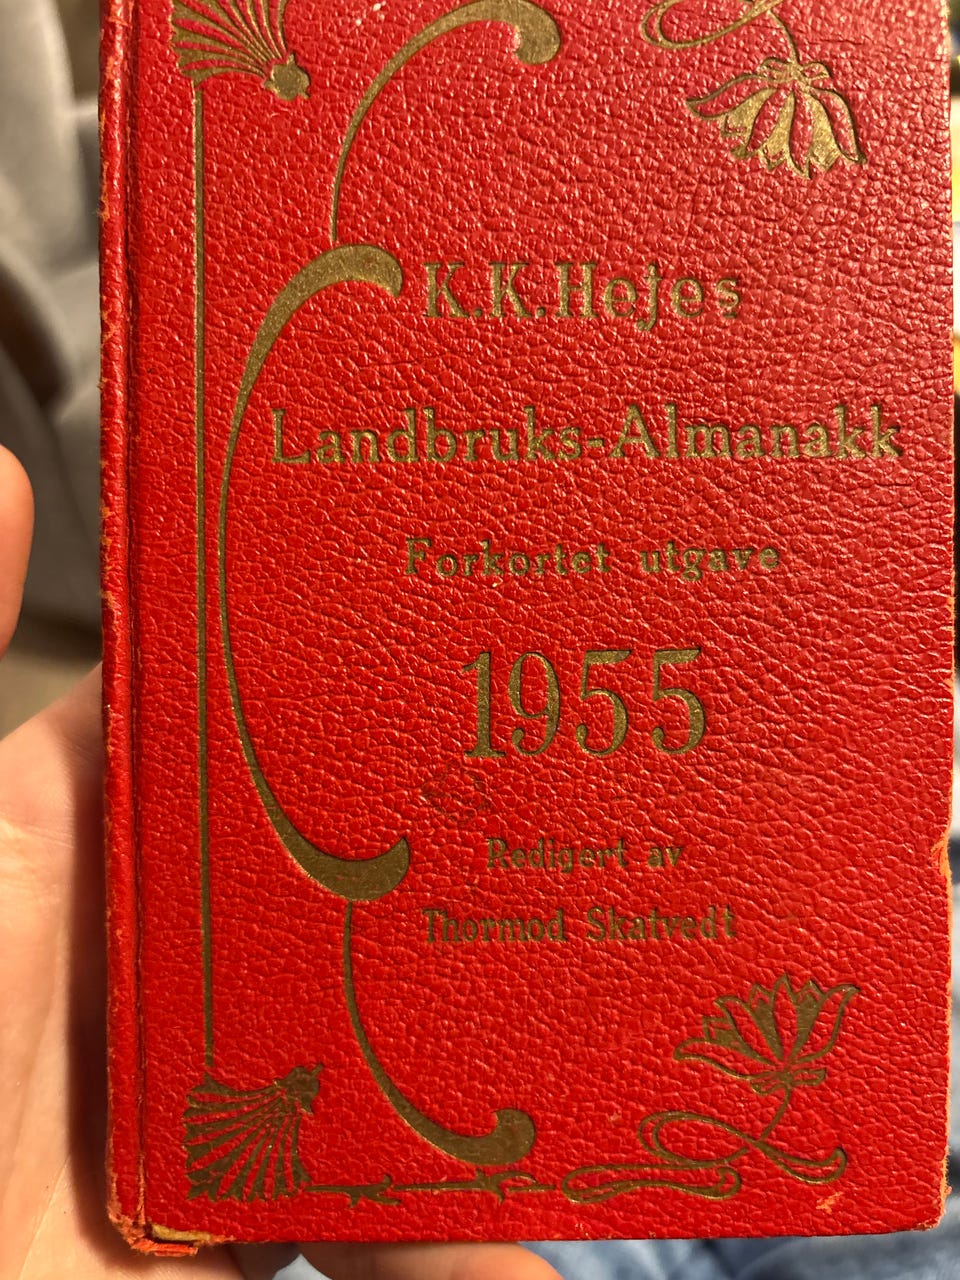 K.K.Hejes
Landbruks-Almanakk
Forkortet utgave
1955
Redigert av
Thormod Skatvedt